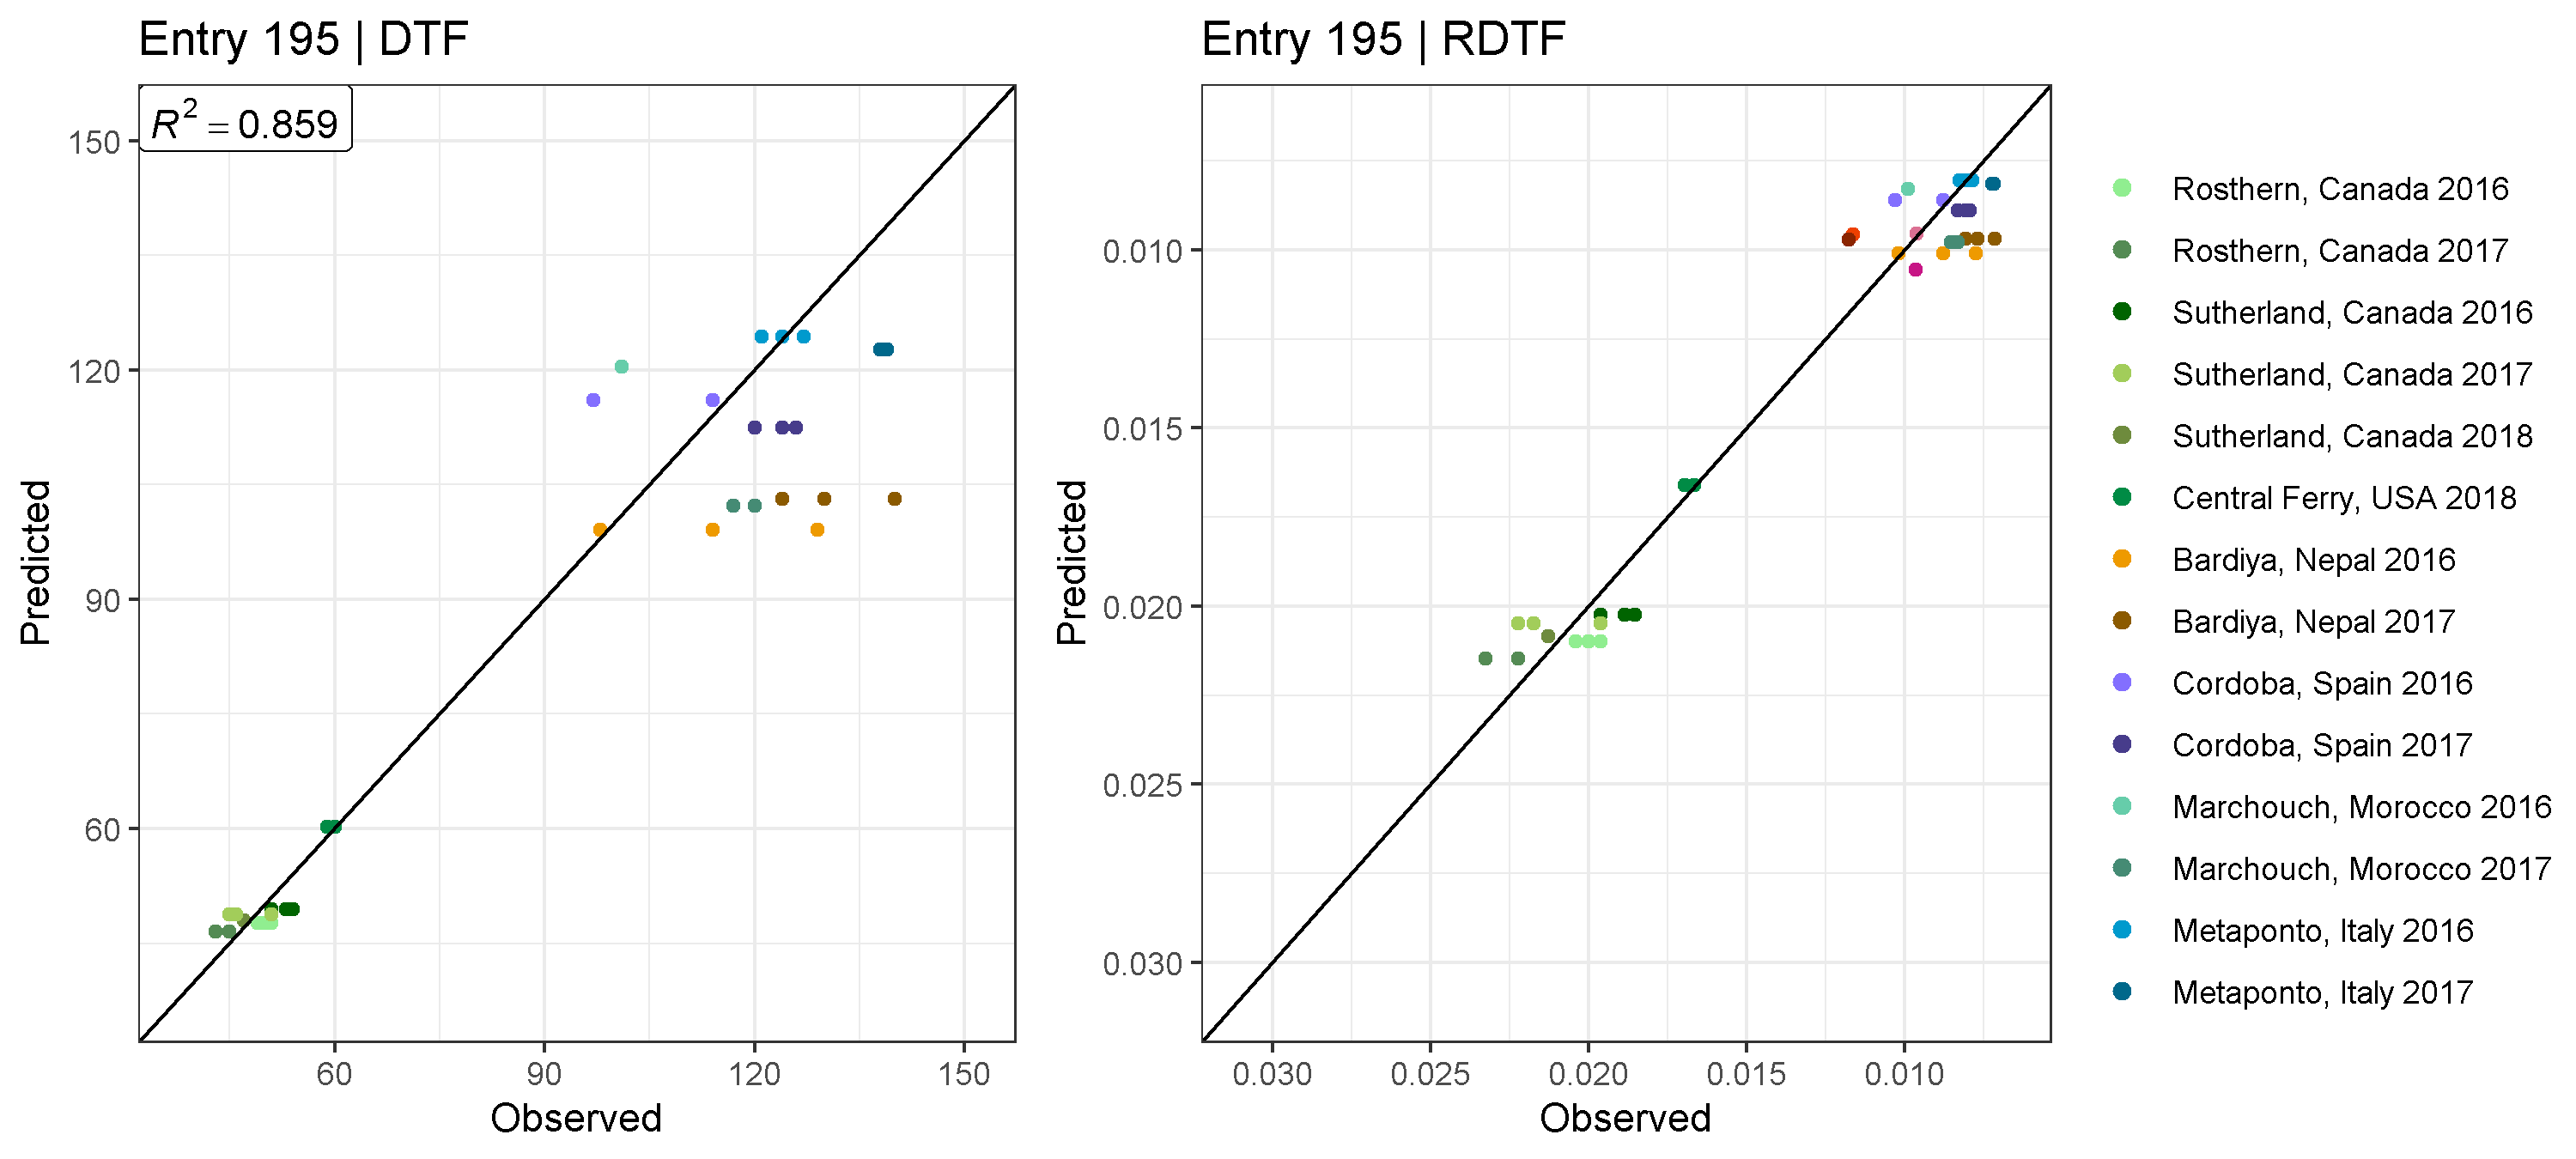 Entry 195 | DTF
R² = 0.859
150
120
90
60
Predicted
60 90 120 150
Observed
Entry 195 | RDTF
0.010
0.015
0.020
0.025
0.030
Predicted
0.030 0.025 0.020 0.015 0.010
Observed
Rosthern, Canada 2016
Rosthern, Canada 2017
Sutherland, Canada 2016
Sutherland, Canada 2017
Sutherland, Canada 2018
Central Ferry, USA 2018
Bardiya, Nepal 2016
Bardiya, Nepal 2017
Cordoba, Spain 2016
Cordoba, Spain 2017
Marchouch, Morocco 2016
Marchouch, Morocco 2017
Metaponto, Italy 2016
Metaponto, Italy 2017